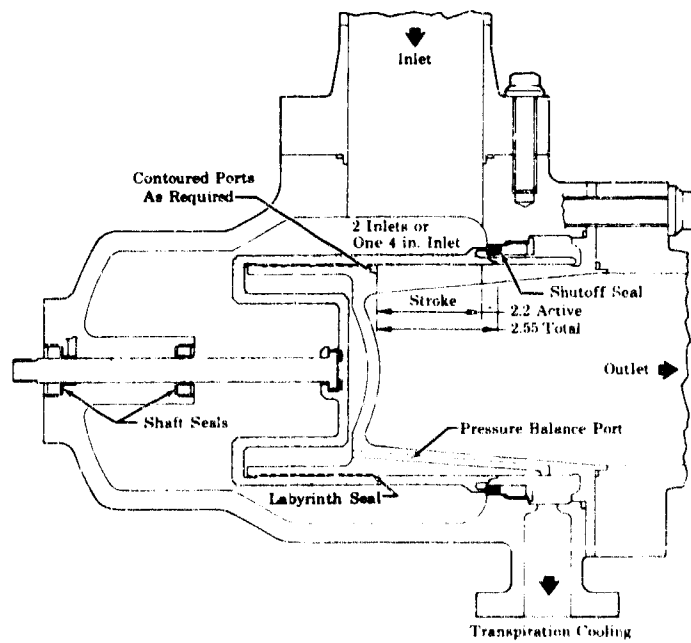 Inlet
Contoured Ports
As Required
2 Inlets or
One 4 in. Inlet
Shutoff Seal
Stroke
2.2 Active
2.55 Total
Outlet
Shaft Seals
Pressure Balance Port
Labyrinth Seal
Transpiration Cooling